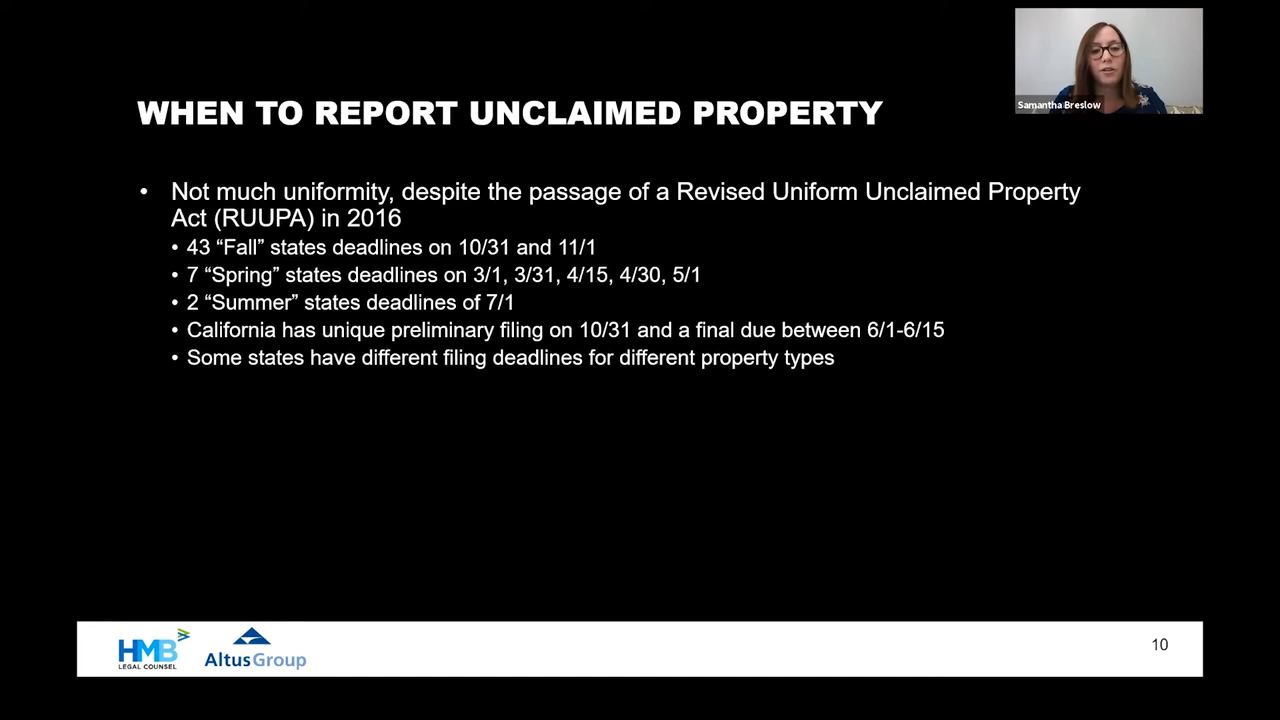 Samantha Breslow
WHEN TO REPORT UNCLAIMED PROPERTY
• Not much uniformity, despite the passage of a Revised Uniform Unclaimed Property
Act (RUUPA) in 2016
• 43 “Fall” states deadlines on 10/31 and 11/1
• 7 “Spring” states deadlines on 3/1, 3/31, 4/15, 4/30, 5/1
• 2 “Summer” states deadlines of 7/1
• California has unique preliminary filing on 10/31 and a final due between 6/1-6/15
• Some states have different filing deadlines for different property types
HMB
LEGAL COUNSEL
AltusGroup
10